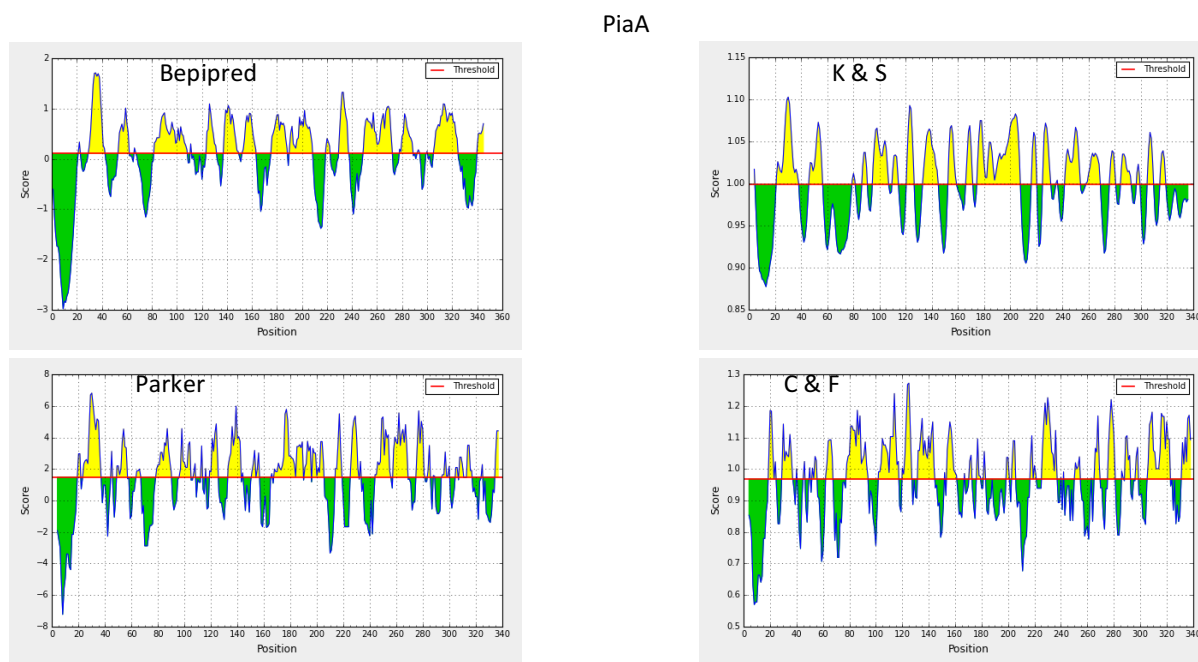 PiaA
Bepipred
Threshold
2
1
0
−1
−2
−3
Score
0 20 40 60 80 100 120 140 160 180 200 220 240 260 280 300 320 340 360
Position
K & S
Threshold
1.15
1.10
1.05
1.00
0.95
0.90
0.85
Score
0 20 40 60 80 100 120 140 160 180 200 220 240 260 280 300 320 340
Position
Parker
Threshold
8
6
4
2
0
−2
−4
−6
−8
Score
0 20 40 60 80 100 120 140 160 180 200 220 240 260 280 300 320 340
Position
C & F
Threshold
1.3
1.2
1.1
1.0
0.9
0.8
0.7
0.6
0.5
Score
0 20 40 60 80 100 120 140 160 180 200 220 240 260 280 300 320 340
Position